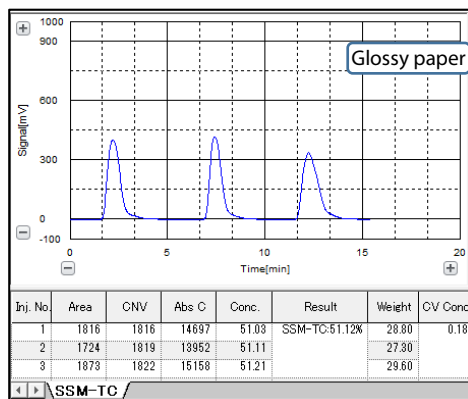 1000
900
Glossy paper
600
Signal[mV]
300
0
-100
0 5 10 15 20
Time[min]
Inj. No. Area CNV Abs C Conc. Result Weight CV Conc
1 1816 1816 14697 51.03 SSM-TC:51.12% 28.80 0.18
2 1724 1819 13952 51.11 27.30
3 1873 1822 15158 51.21 29.60
SSM-TC